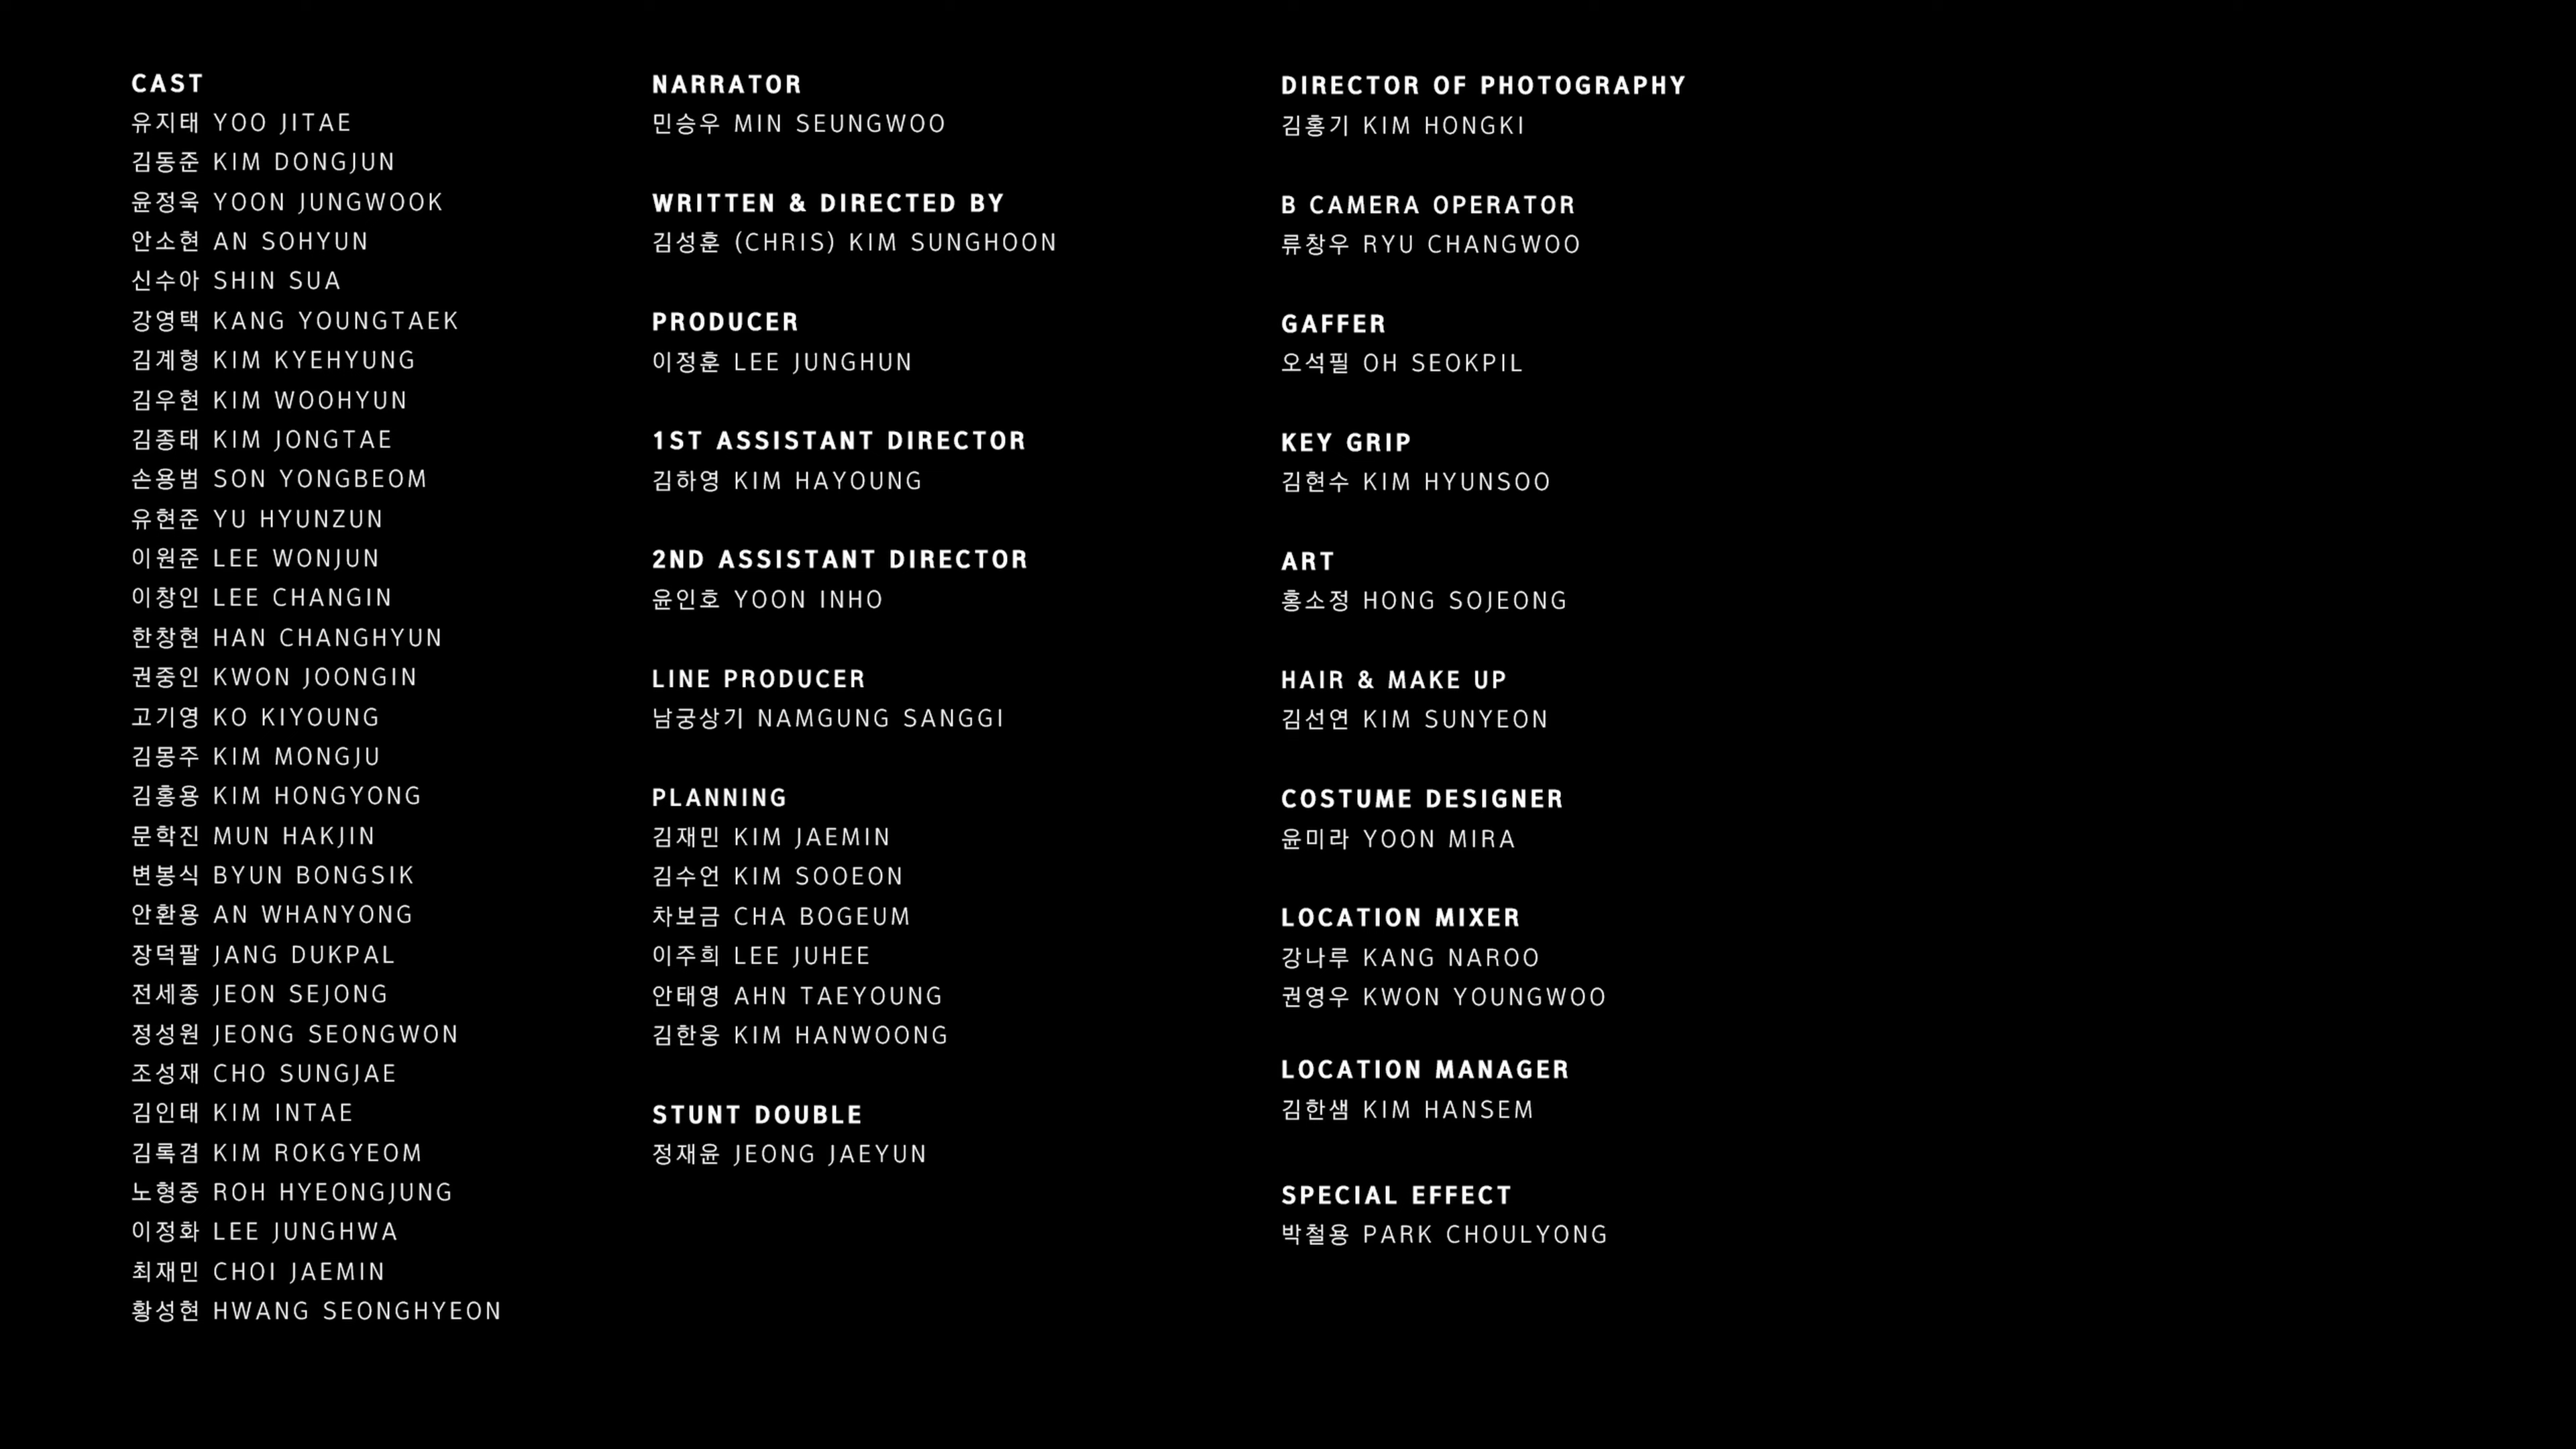 CAST
유지태 YOO JITAE
김동준 KIM DONGJUN
윤정욱 YOON JUNGWOOK
안소현 AN SOHYUN
신수아 SHIN SUA
강영택 KANG YOUNGTAEK
김계형 KIM KYEHYUNG
김우현 KIM WOOHYUN
김종태 KIM JONGTAE
손용범 SON YONGBEOM
유현준 YU HYUNZUN
이원준 LEE WONJUN
이창인 LEE CHANGIN
한창현 HAN CHANGHYUN
권중인 KWON JOONGIN
고기영 KO KIYOUNG
김몽주 KIM MONGJU
김홍용 KIM HONGYONG
문학진 MUN HAKJIN
변봉식 BYUN BONGSIK
안환용 AN WHANYONG
장덕팔 JANG DUKPAL
전세종 JEON SEJONG
정성원 JEONG SEONGWON
조성재 CHO SUNGJAE
김인태 KIM INTAE
김록겸 KIM ROKGYEOM
노형중 ROH HYEONGJUNG
이정화 LEE JUNGHWA
최재민 CHOI JAEMIN
황성현 HWANG SEONGHYEON
NARRATOR
민승우 MIN SEUNGWOO
WRITTEN & DIRECTED BY
김성훈 (CHRIS) KIM SUNGHOON
PRODUCER
이정훈 LEE JUNGHUN
1ST ASSISTANT DIRECTOR
김하영 KIM HAYOUNG
2ND ASSISTANT DIRECTOR
윤인호 YOON INHO
LINE PRODUCER
남궁상기 NAMGUNG SANGGI
PLANNING
김재민 KIM JAEMIN
김수언 KIM SOOEON
차보금 CHA BOGEUM
이주희 LEE JUHEE
안태영 AHN TAEYOUNG
김한웅 KIM HANWOONG
STUNT DOUBLE
정재윤 JEONG JAEYUN
DIRECTOR OF PHOTOGRAPHY
김홍기 KIM HONGKI
B CAMERA OPERATOR
류창우 RYU CHANGWOO
GAFFER
오석필 OH SEOKPIL
KEY GRIP
김현수 KIM HYUNSOO
ART
홍소정 HONG SOJEONG
HAIR & MAKE UP
김선연 KIM SUNYEON
COSTUME DESIGNER
윤미라 YOON MIRA
LOCATION MIXER
강나루 KANG NAROO
권영우 KWON YOUNGWOO
LOCATION MANAGER
김한샘 KIM HANSEM
SPECIAL EFFECT
박철용 PARK CHOULYONG